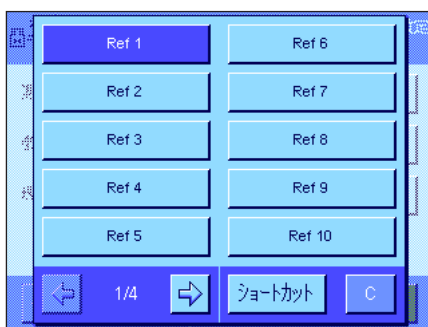 Ref 1
Ref 2
Ref 3
Ref 4
Ref 5
Ref 6
Ref 7
Ref 8
Ref 9
Ref 10
1/4
ショートカット
C